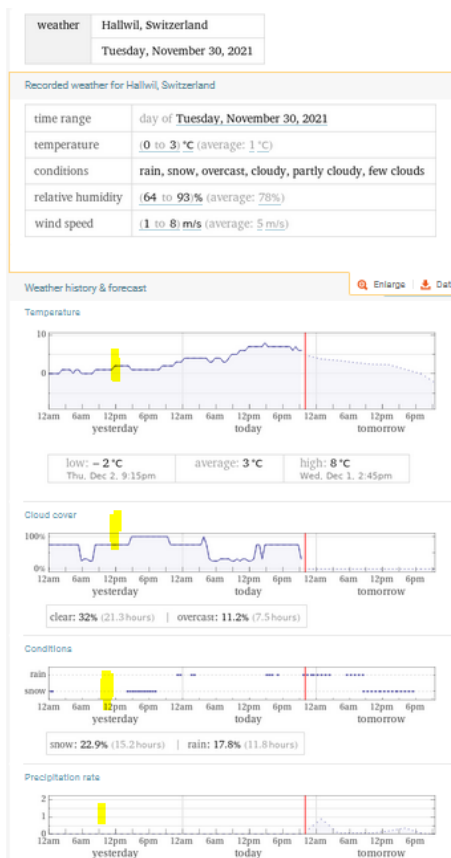 weather
Hallwil, Switzerland
Tuesday, November 30, 2021
Recorded weather for Hallwil, Switzerland
time range day of Tuesday, November 30, 2021
temperature (0 to 3) °C (average: 1 °C)
conditions rain, snow, overcast, cloudy, partly cloudy, few clouds
relative humidity (64 to 93)% (average: 78%)
wind speed (1 to 8) m/s (average: 5 m/s)
Weather history & forecast Enlarge Dat
Temperature
10
0
12am 6am 12pm 6pm 12am 6am 12pm 6pm 12am 6am 12pm 6pm
yesterday today tomorrow
low: −2 °C average: 3 °C high: 8 °C
Thu, Dec 2, 9:15pm Wed, Dec 1, 2:45pm
Cloud cover
100%
0%
12am 6am 12pm 6pm 12am 6am 12pm 6pm 12am 6am 12pm 6pm
yesterday today tomorrow
clear: 32% (21.3 hours) | overcast: 11.2% (7.5 hours)
Conditions
rain
snow
12am 6am 12pm 6pm 12am 6am 12pm 6pm 12am 6am 12pm 6pm
yesterday today tomorrow
snow: 22.9% (15.2 hours) | rain: 17.8% (11.8 hours)
Precipitation rate
2
1
0
12am 6am 12pm 6pm 12am 6am 12pm 6pm 12am 6am 12pm 6pm
yesterday today tomorrow